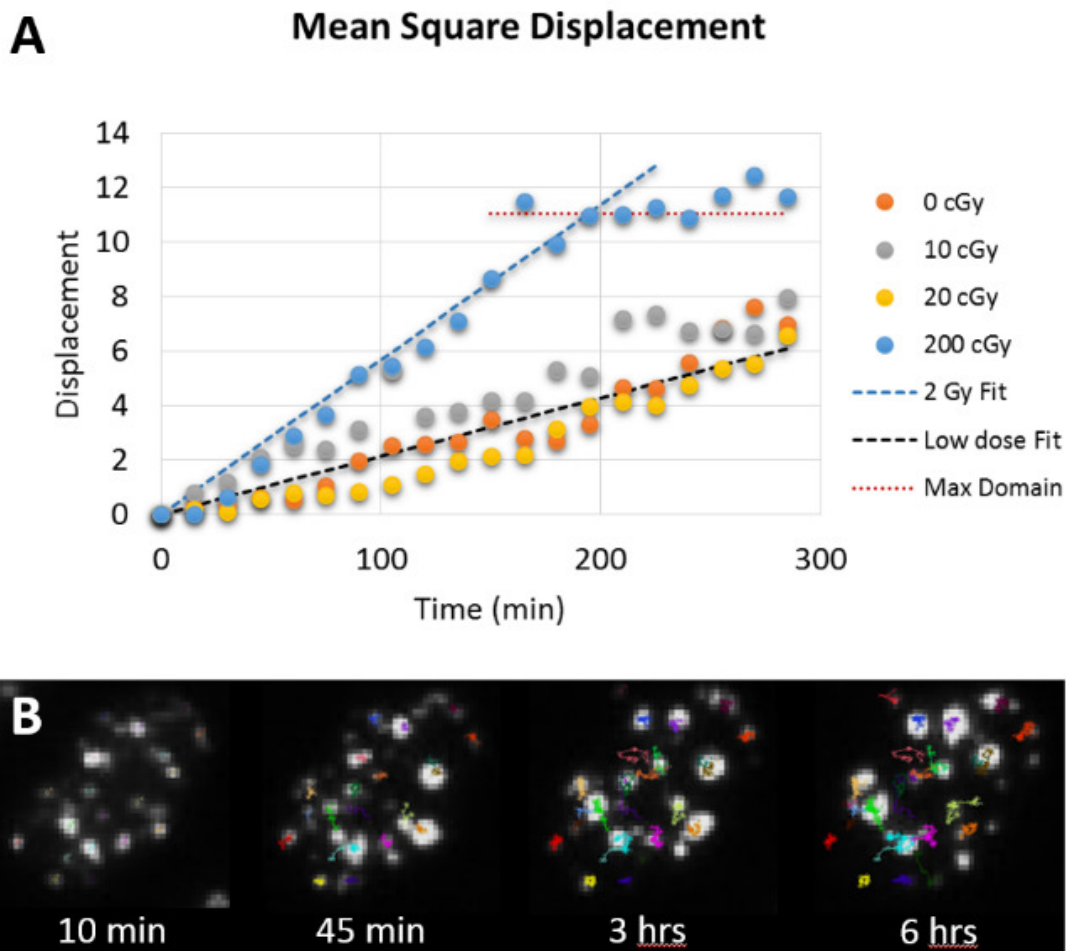 A
Mean Square Displacement
14
12
10
8
6
4
2
0
Displacement
0 100 200 300
Time (min)
0 cGy
10 cGy
20 cGy
200 cGy
2 Gy Fit
Low dose Fit
Max Domain
B
10 min 45 min 3 hrs 6 hrs